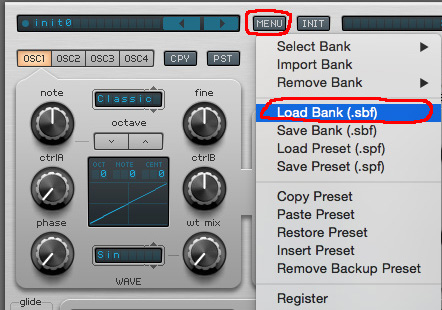 init0
MENU
INIT
OSC1 OSC2 OSC3 OSC4 CPY PST
note
fine
Classic
octave
ctrlA
ctrlB
OCT NOTE CENT
0 0 0
phase
wt mix
Sin
WAVE
glide
Select Bank
Import Bank
Remove Bank
Load Bank (.sbf)
Save Bank (.sbf)
Load Preset (.spf)
Save Preset (.spf)
Copy Preset
Paste Preset
Restore Preset
Insert Preset
Remove Backup Preset
Register